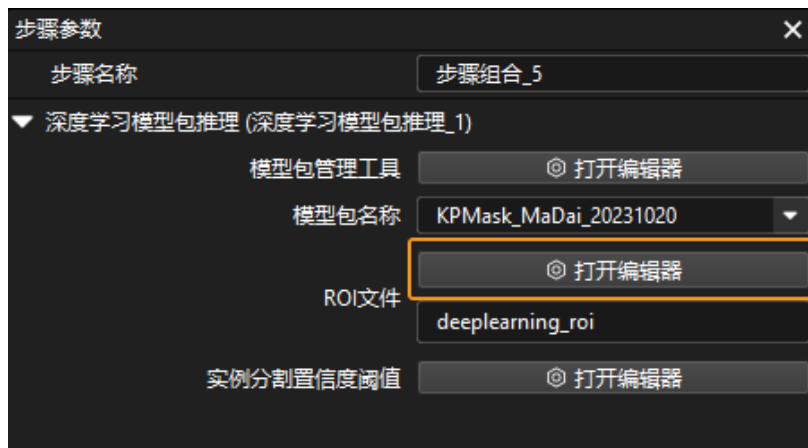 步骤参数
步骤名称 步骤组合_5
深度学习模型包推理 (深度学习模型包推理_1)
模型包管理工具 打开编辑器
模型包名称 KPMask_MaDai_20231020
打开编辑器
ROI文件
deeplearning_roi
实例分割置信度阈值 打开编辑器